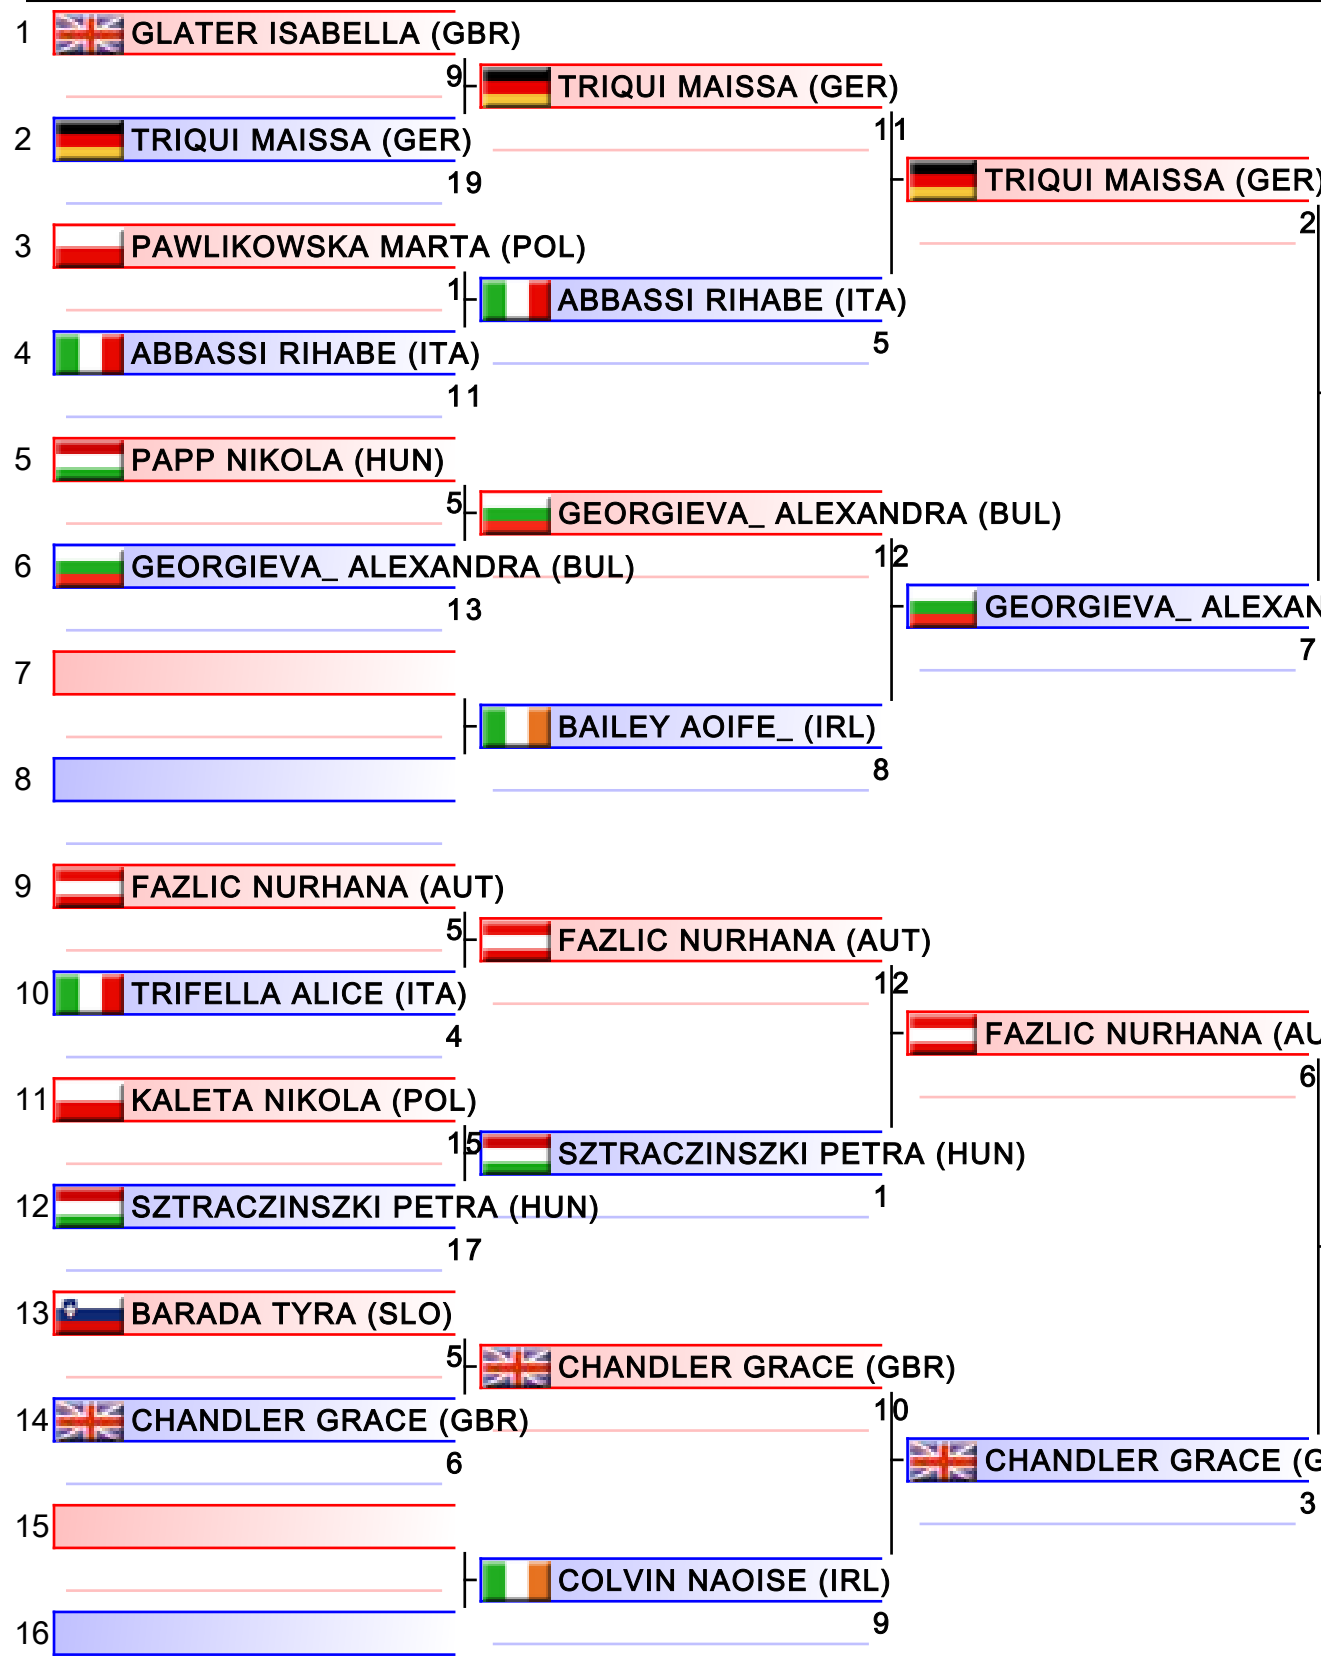 1 GLATER ISABELLA (GBR)
9 TRIQUI MAISSA (GER)
11
2 TRIQUI MAISSA (GER)
TRIQUI MAISSA (GER)
19
2
3 PAWLIKOWSKA MARTA (POL)
1 ABBASSI RIHABE (ITA)
5
4 ABBASSI RIHABE (ITA)
11
5 PAPP NIKOLA (HUN)
5 GEORGIEVA_ ALEXANDRA (BUL)
12
6 GEORGIEVA_ ALEXANDRA (BUL)
13
GEORGIEVA_ ALEXAN
7
7
BAILEY AOIFE_ (IRL)
8
8
9 FAZLIC NURHANA (AUT)
5 FAZLIC NURHANA (AUT)
12
10 TRIFELLA ALICE (ITA)
4
FAZLIC NURHANA (AU
6
11 KALETA NIKOLA (POL)
15 SZTRACZINSZKI PETRA (HUN)
1
12 SZTRACZINSZKI PETRA (HUN)
17
13 BARADA TYRA (SLO)
5 CHANDLER GRACE (GBR)
10
14 CHANDLER GRACE (GBR)
6
CHANDLER GRACE (G
3
15
COLVIN NAOISE (IRL)
9
16